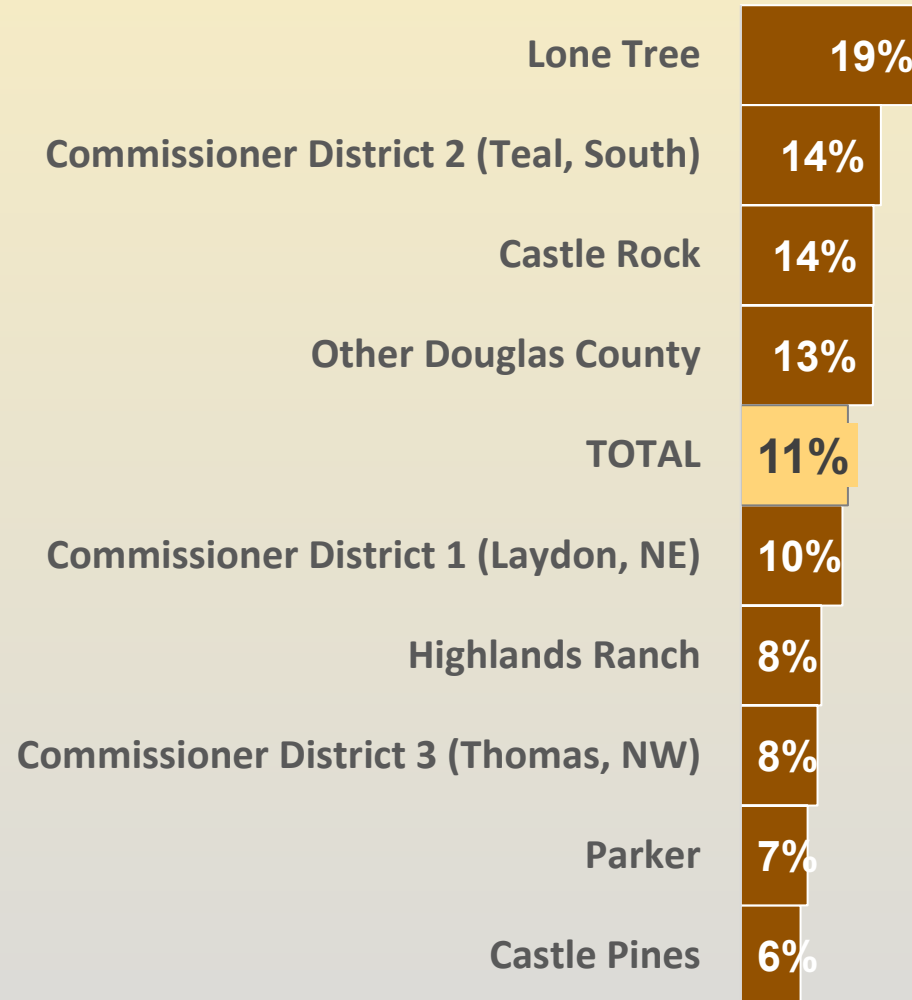 Lone Tree 19%
Commissioner District 2 (Teal, South) 14%
Castle Rock 14%
Other Douglas County 13%
TOTAL 11%
Commissioner District 1 (Laydon, NE) 10%
Highlands Ranch 8%
Commissioner District 3 (Thomas, NW) 8%
Parker 7%
Castle Pines 6%